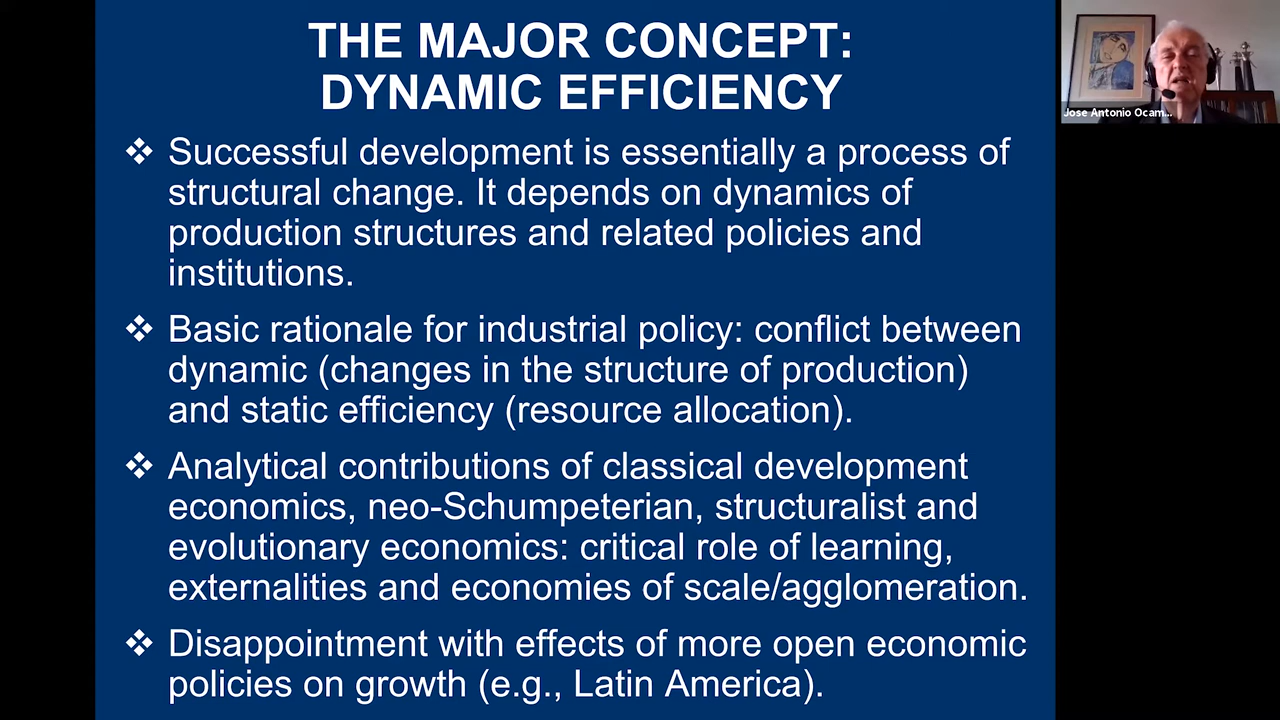 THE MAJOR CONCEPT:
DYNAMIC EFFICIENCY
❖ Successful development is essentially a process of
structural change. It depends on dynamics of
production structures and related policies and
institutions.
❖ Basic rationale for industrial policy: conflict between
dynamic (changes in the structure of production)
and static efficiency (resource allocation).
❖ Analytical contributions of classical development
economics, neo-Schumpeterian, structuralist and
evolutionary economics: critical role of learning,
externalities and economies of scale/agglomeration.
❖ Disappointment with effects of more open economic
policies on growth (e.g., Latin America).
Jose Antonio Ocam...